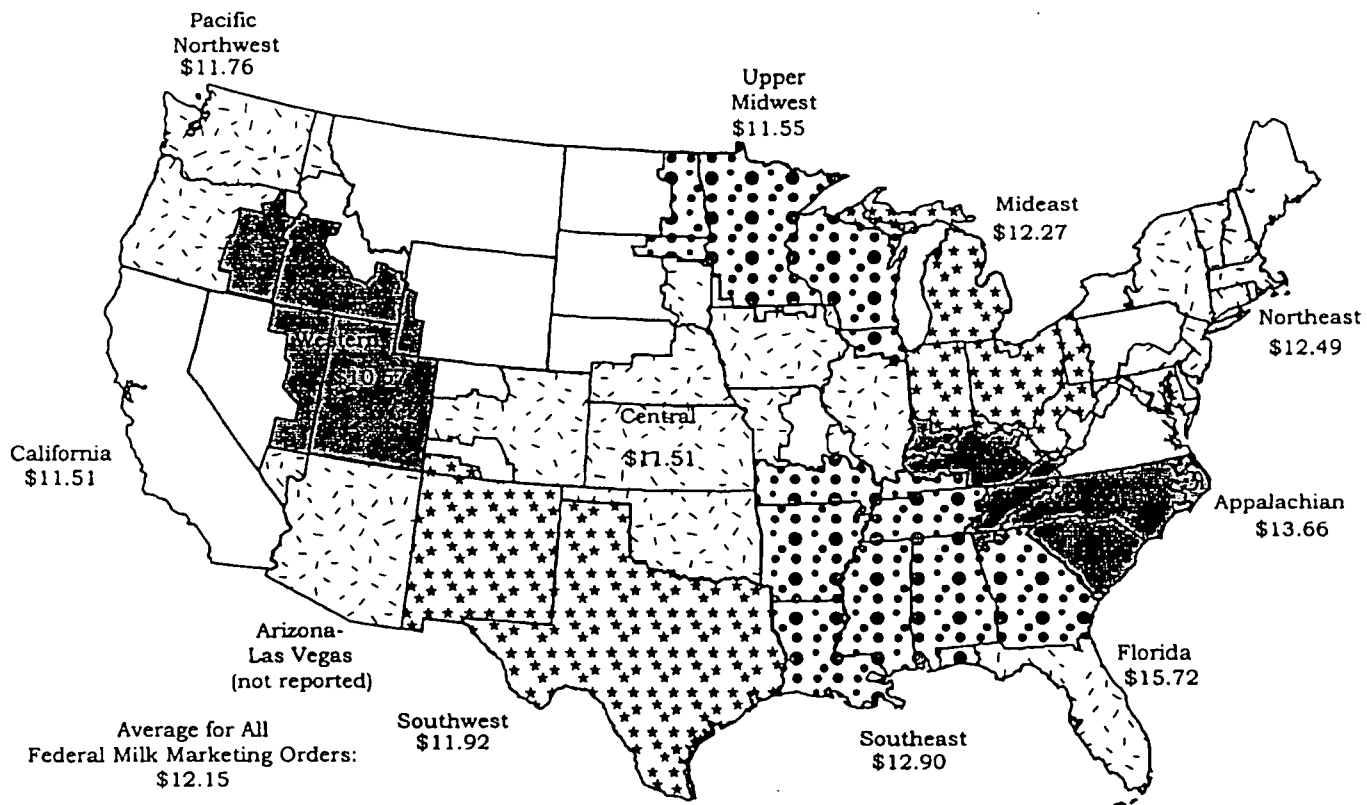 Pacific
Northwest
$11.76
Upper
Midwest
$11.55
Mideast
$12.27
Northeast
$12.49
Western
$10.67
Central
$11.51
California
$11.51
Appalachian
$13.66
Arizona-
Las Vegas
(not reported)
Florida
$15.72
Southwest
$11.92
Southeast
$12.90
Average for All
Federal Milk Marketing Orders:
$12.15